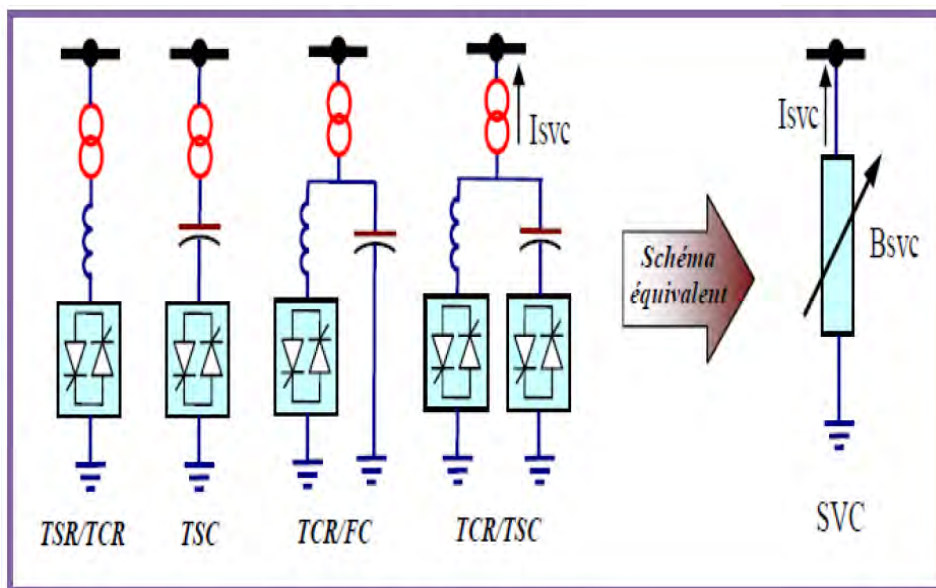 Isvc
Isvc
Schéma
équivalent
Bsvc
TSR/TCR
TSC
TCR/FC
TCR/TSC
SVC